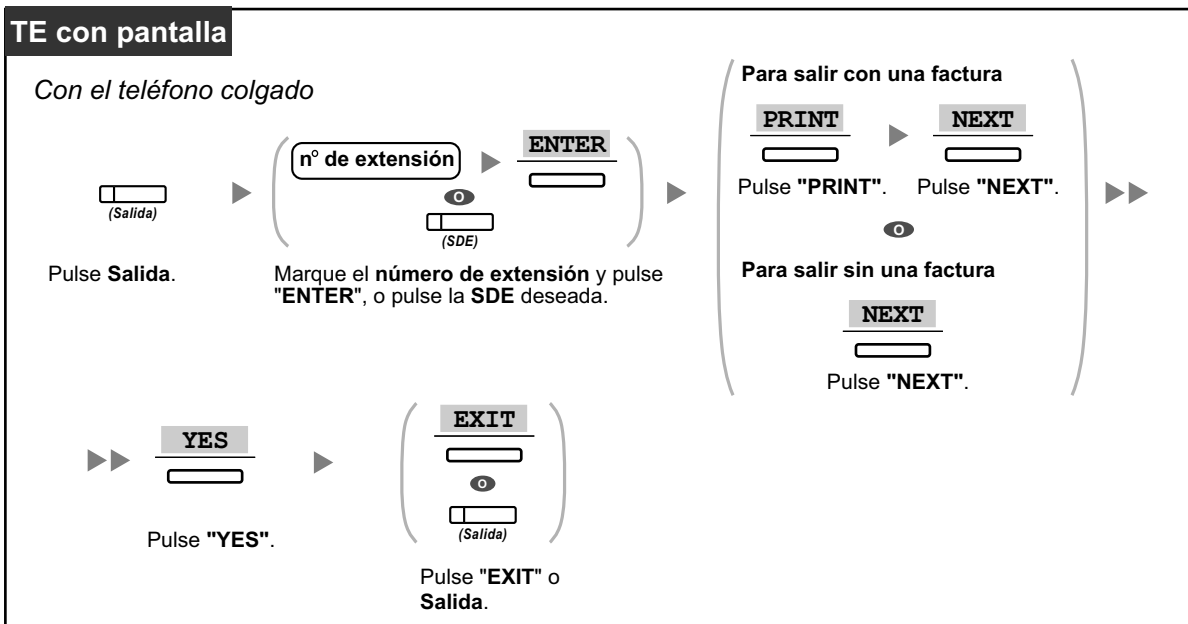 TE con pantalla
Con el teléfono colgado
(Salida)
Pulse Salida.
nº de extensión
ENTER
o
(SDE)
Marque el número de extensión y pulse
"ENTER", o pulse la SDE deseada.
Para salir con una factura
PRINT
NEXT
Pulse "PRINT".
Pulse "NEXT".
o
Para salir sin una factura
NEXT
Pulse "NEXT".
YES
Pulse "YES".
EXIT
o
(Salida)
Pulse "EXIT" o
Salida.